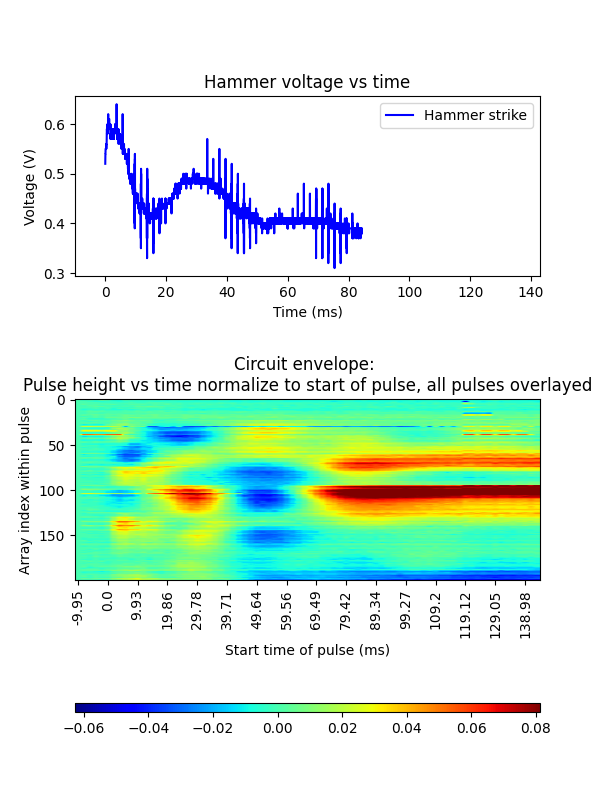 Hammer voltage vs time
Hammer strike
Voltage (V)
0.6
0.5
0.4
0.3
0 20 40 60 80 100 120 140
Time (ms)
Circuit envelope:
Pulse height vs time normalize to start of pulse, all pulses overlayed
Array index within pulse
0
50
100
150
-9.95 0.0 9.93 19.86 29.78 39.71 49.64 59.56 69.49 79.42 89.34 99.27 109.2 119.12 129.05 138.98
Start time of pulse (ms)
−0.06 −0.04 −0.02 0.00 0.02 0.04 0.06 0.08